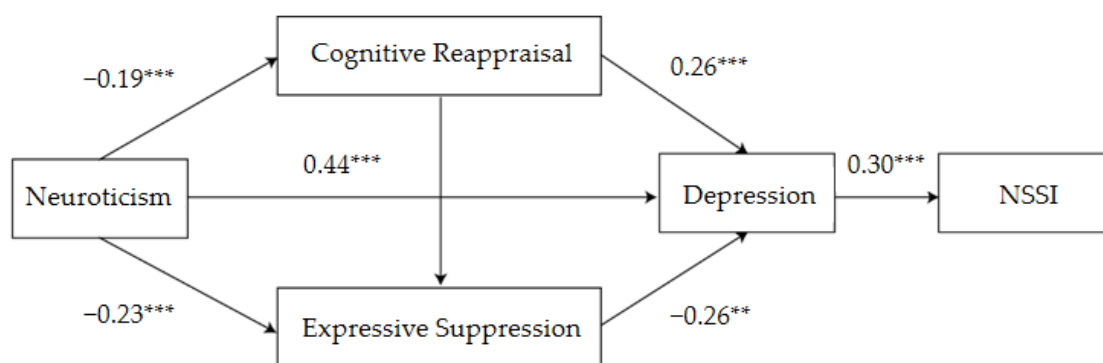 Cognitive Reappraisal
−0.19***
0.26***
0.44***
0.30***
Neuroticism
Depression
NSSI
−0.23***
Expressive Suppression
−0.26**